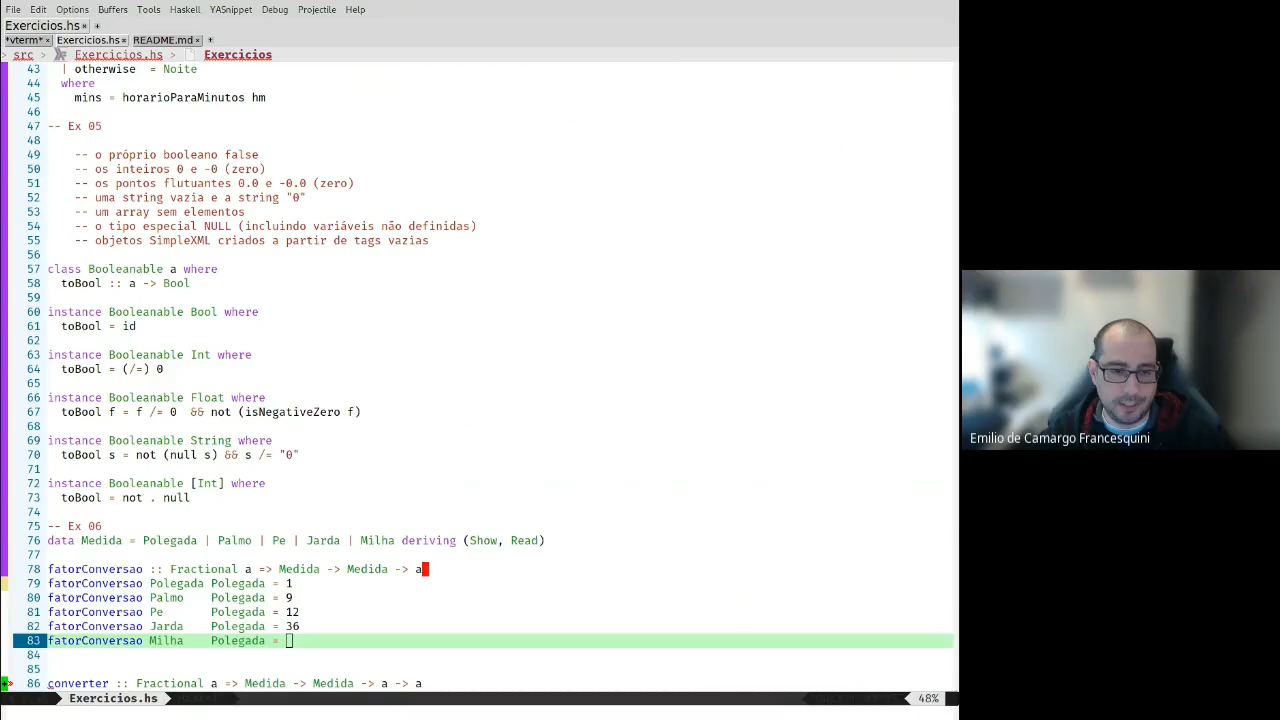 File Edit Options Buffers Tools Haskell YASnippet Debug Projectile Help
Exercicios.hs× +
*vterm*× Exercicios.hs× README.md× +
> src > Exercicios.hs > Exercicios
43 | otherwise = Noite
44 where
45 mins = horarioParaMinutos hm
46
47 -- Ex 05
48
49 -- o próprio booleano false
50 -- os inteiros 0 e -0 (zero)
51 -- os pontos flutuantes 0.0 e -0.0 (zero)
52 -- uma string vazia e a string "0"
53 -- um array sem elementos
54 -- o tipo especial NULL (incluindo variáveis não definidas)
55 -- objetos SimpleXML criados a partir de tags vazias
56
57 class Booleanable a where
58 toBool :: a -> Bool
59
60 instance Booleanable Bool where
61 toBool = id
62
63 instance Booleanable Int where
64 toBool = (/=) 0
65
66 instance Booleanable Float where
67 toBool f = f /= 0 && not (isNegativeZero f)
68
69 instance Booleanable String where
70 toBool s = not (null s) && s /= "0"
71
72 instance Booleanable [Int] where
73 toBool = not . null
74
75 -- Ex 06
76 data Medida = Polegada | Palmo | Pe | Jarda | Milha deriving (Show, Read)
77
78 fatorConversao :: Fractional a => Medida -> Medida -> a
79 fatorConversao Polegada Polegada = 1
80 fatorConversao Palmo Polegada = 9
81 fatorConversao Pe Polegada = 12
82 fatorConversao Jarda Polegada = 36
83 fatorConversao Milha Polegada =
84
85
86 converter :: Fractional a => Medida -> Medida -> a -> a
Exercicios.hs 48%
Emilio de Camargo Francesquini